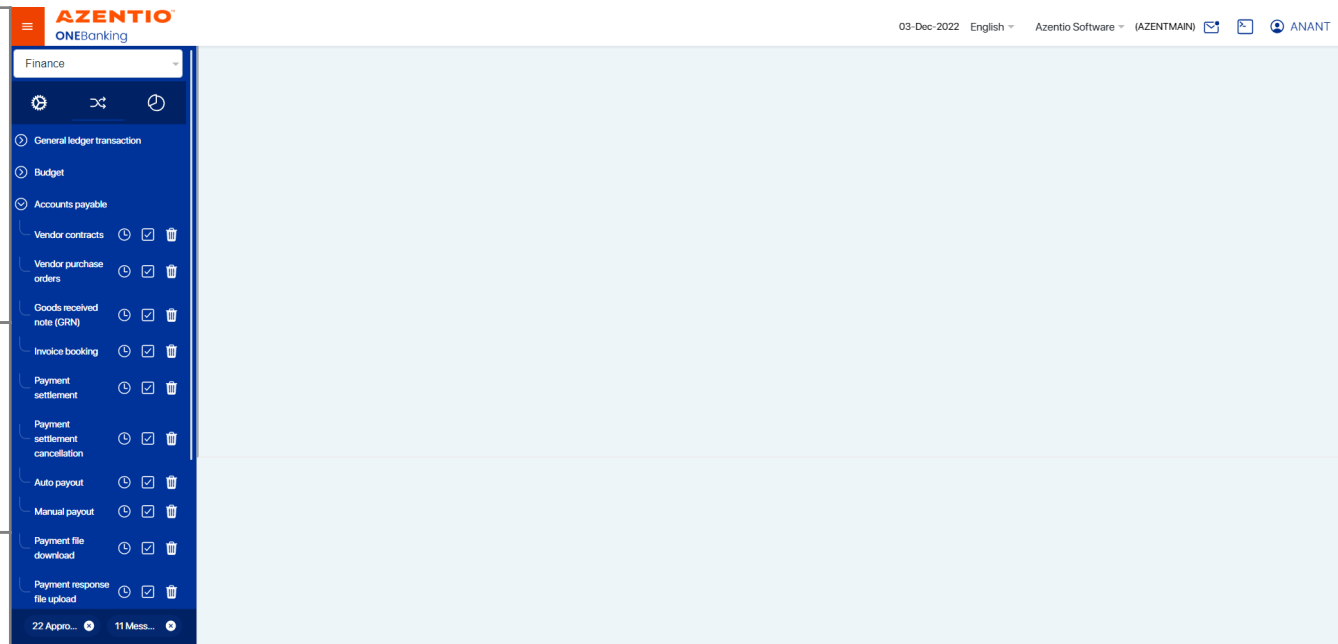 AZENTIO
ONEBanking
03-Dec-2022 English Azentio Software (AZENTMAIN) ANANT
Finance
General ledger transaction
Budget
Accounts payable
Vendor contracts
Vendor purchase
orders
Goods received
note (GRN)
Invoice booking
Payment
settlement
Payment
settlement
cancellation
Auto payout
Manual payout
Payment file
download
Payment response
file upload
22 Appro... 11 Mess...